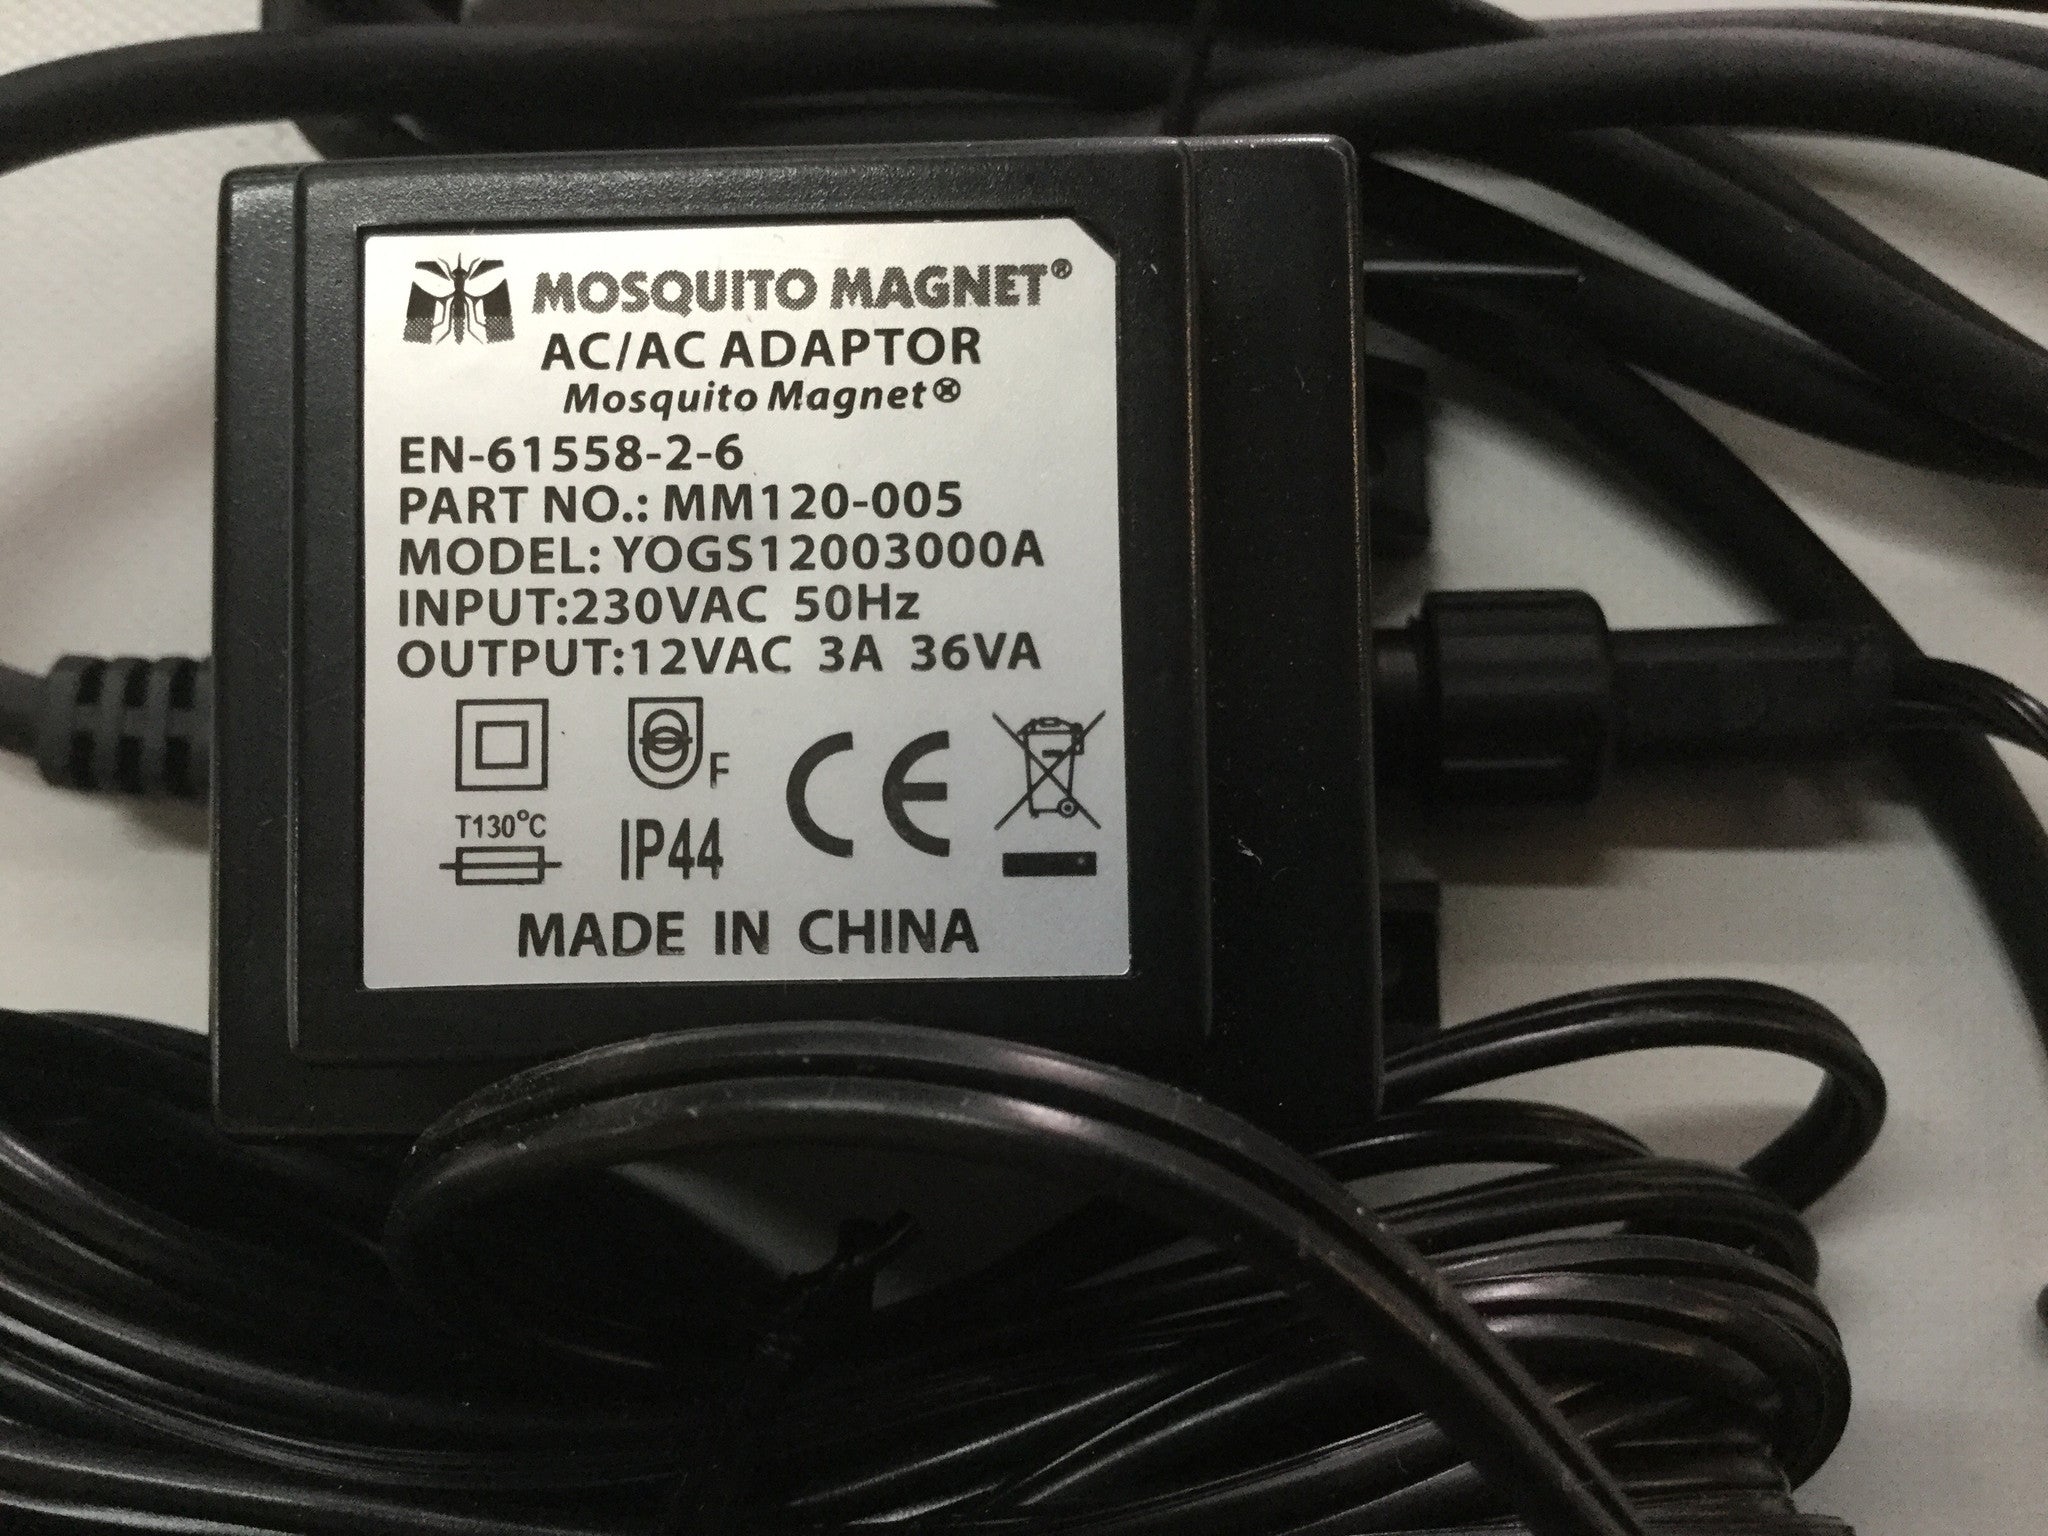 MOSQUITO MAGNET®
AC/AC ADAPTOR
Mosquito Magnet®
EN-61558-2-6
PART NO.: MM120-005
MODEL: YOGS12003000A
INPUT:230VAC 50Hz
OUTPUT:12VAC 3A 36VA
F
T130°C
IP44
CE
MADE IN CHINA